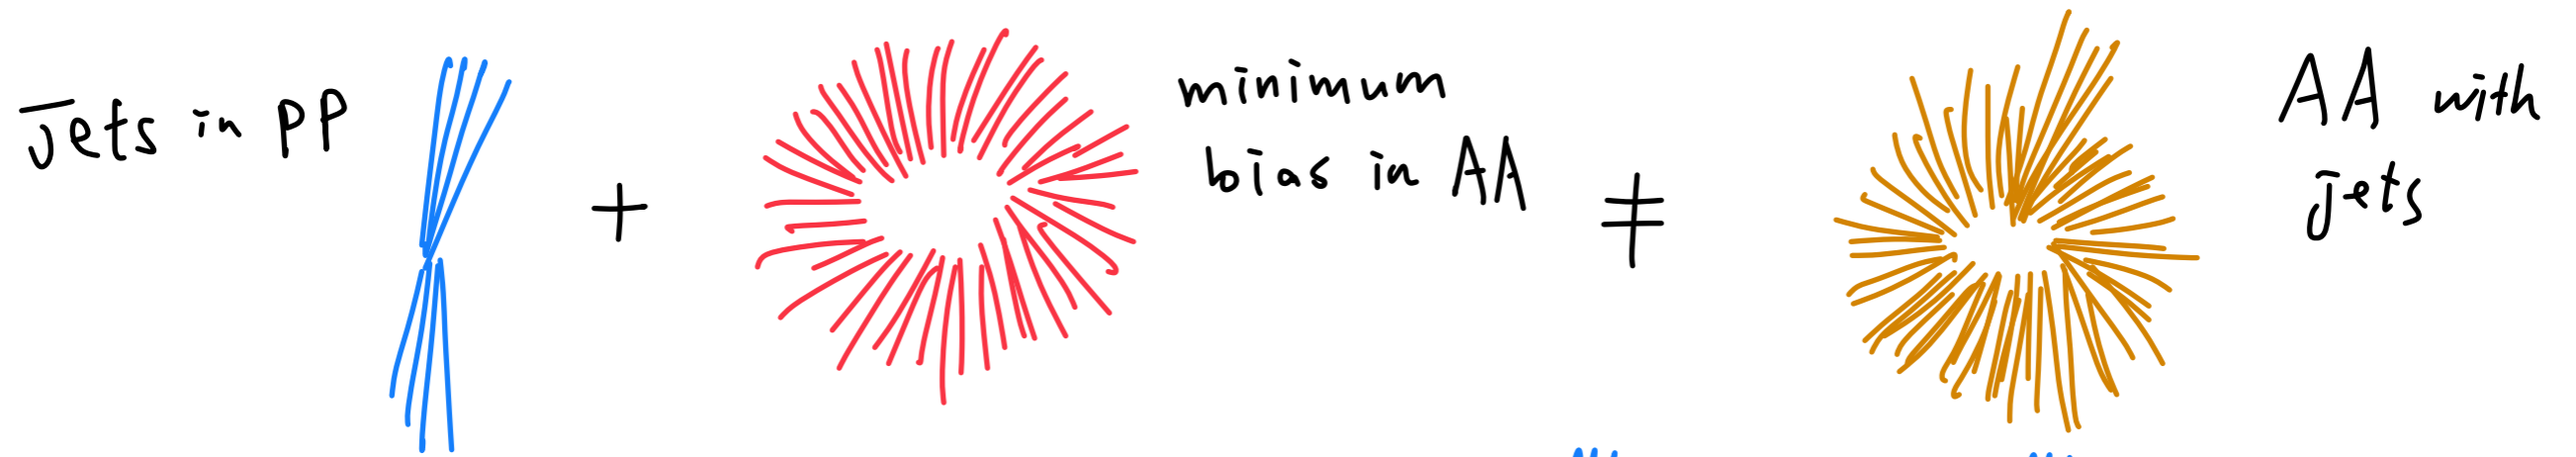 jets in PP
+
minimum
bias in AA
≠
AA with
jets